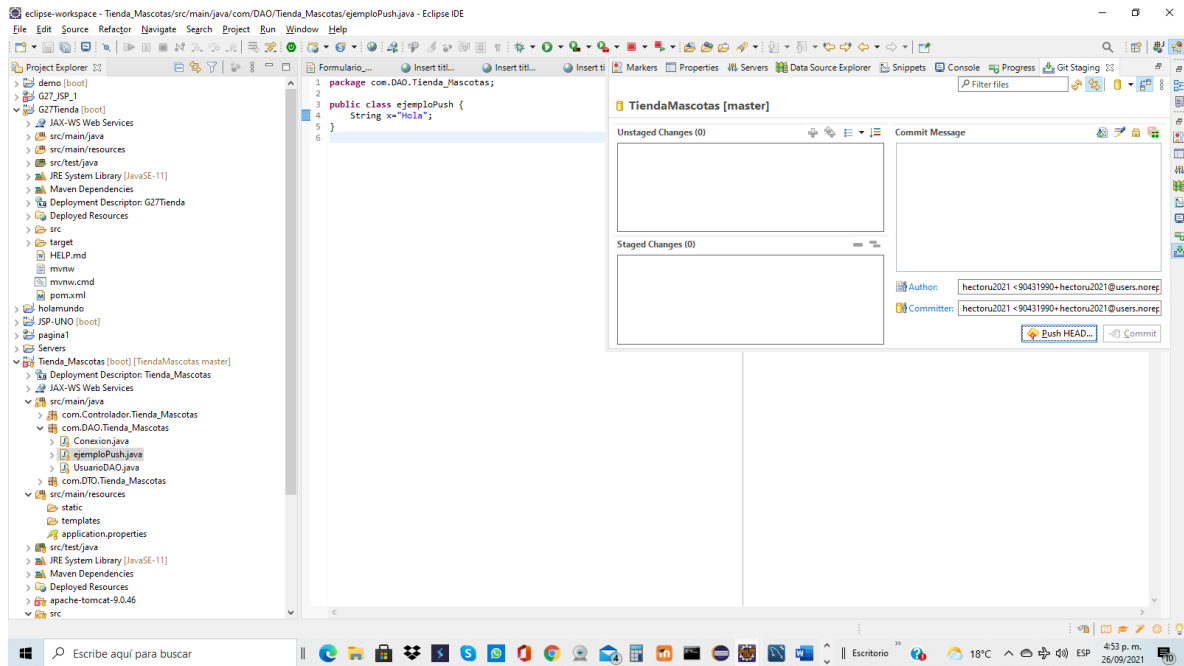 eclipse-workspace - Tienda_Mascotas/src/main/java/com/DAO/Tienda_Mascotas/ejemploPush.java - Eclipse IDE
File Edit Source Refactor Navigate Search Project Run Window Help
Project Explorer
Formulario_... Insert titl... Insert titl... Insert ti
Markers Properties Servers Data Source Explorer Snippets Console Progress Git Staging
demo [boot]
G27_JSP_1
G27Tienda [boot]
JAX-WS Web Services
src/main/java
src/main/resources
src/test/java
JRE System Library [JavaSE-11]
Maven Dependencies
Deployment Descriptor: G27Tienda
Deployed Resources
src
target
HELP.md
mvnw
mvnw.cmd
pom.xml
holamundo
JSP-UNO [boot]
pagina1
Servers
Tienda_Mascotas [boot] [TiendaMascotas master]
Deployment Descriptor: Tienda_Mascotas
JAX-WS Web Services
src/main/java
com.Controlador.Tienda_Mascotas
com.DAO.Tienda_Mascotas
Conexion.java
ejemploPush.java
UsuarioDAO.java
com.DTO.Tienda_Mascotas
src/main/resources
static
templates
application.properties
src/test/java
JRE System Library [JavaSE-11]
Maven Dependencies
Deployed Resources
apache-tomcat-9.0.46
src
1 package com.DAO.Tienda_Mascotas;
2
3 public class ejemploPush {
4 String x="Hola";
5 }
6
Filter files
TiendaMascotas [master]
Unstaged Changes (0)
Staged Changes (0)
Commit Message
Author: hectoru2021 <90431990+hectoru2021@users.norep
Committer: hectoru2021 <90431990+hectoru2021@users.norep
Push HEAD... Commit
Escribe aquí para buscar
Escritorio
18°C
ESP
4:53 p. m.
26/09/2021